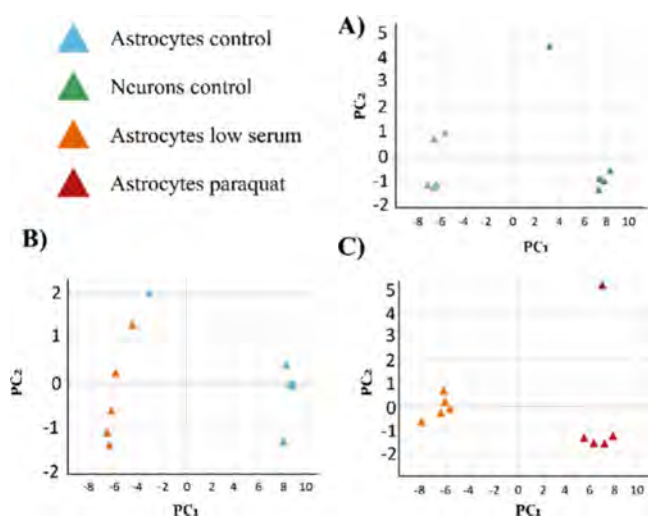 Astrocytes control
Neurons control
Astrocytes low serum
Astrocytes paraquat
A)
5
4
3
2
1
0
-1
-2
PC₂
-8 -6 -4 -2 0 2 4 6 8 10
PC₁
B)
2
1
0
-1
-2
PC₂
-8 -6 -4 -2 0 2 4 6 8 10
PC₁
C)
5
4
3
2
1
0
-1
-2
PC₂
-8 -6 -4 -2 0 2 4 6 8 10
PC₁